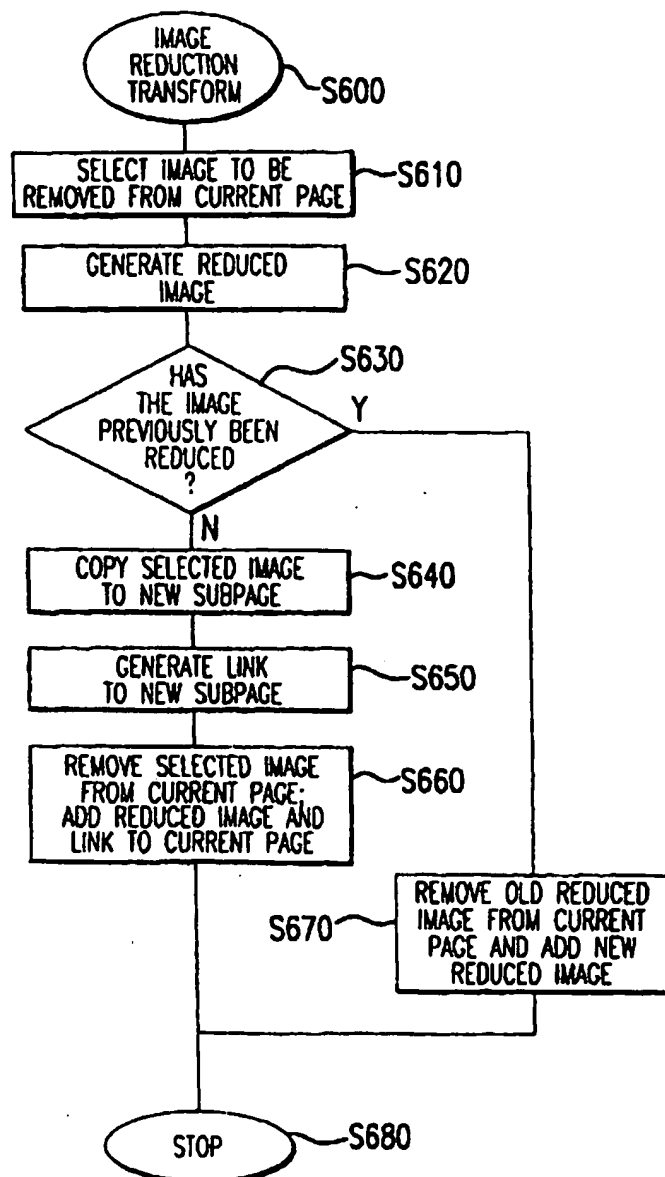 IMAGE
REDUCTION
TRANSFORM
S600
SELECT IMAGE TO BE
REMOVED FROM CURRENT PAGE
S610
GENERATE REDUCED
IMAGE
S620
HAS
THE IMAGE
PREVIOUSLY BEEN
REDUCED
?
S630
Y
N
COPY SELECTED IMAGE
TO NEW SUBPAGE
S640
GENERATE LINK
TO NEW SUBPAGE
S650
REMOVE SELECTED IMAGE
FROM CURRENT PAGE;
ADD REDUCED IMAGE AND
LINK TO CURRENT PAGE
S660
REMOVE OLD REDUCED
IMAGE FROM CURRENT
PAGE AND ADD NEW
REDUCED IMAGE
S670
STOP
S680